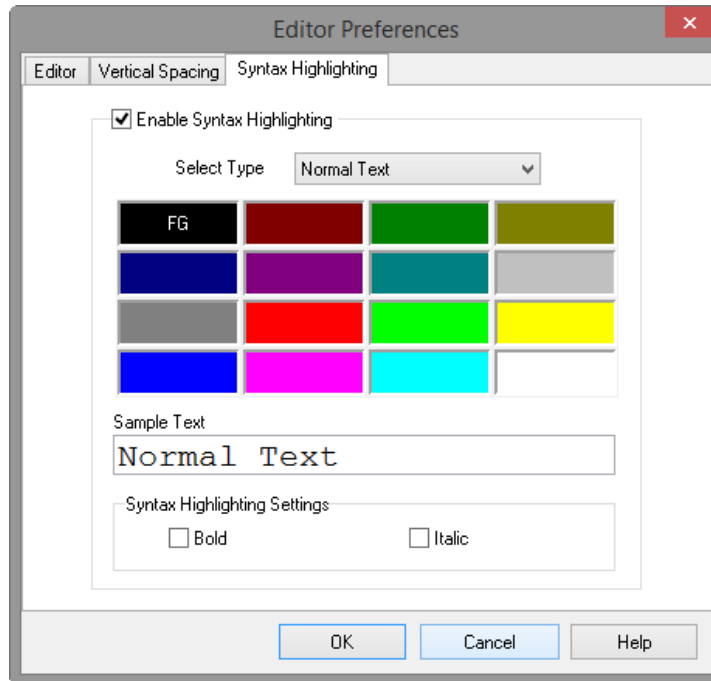 Editor Preferences
Editor Vertical Spacing Syntax Highlighting
Enable Syntax Highlighting
Select Type Normal Text
FG
Sample Text
Normal Text
Syntax Highlighting Settings
Bold Italic
OK Cancel Help